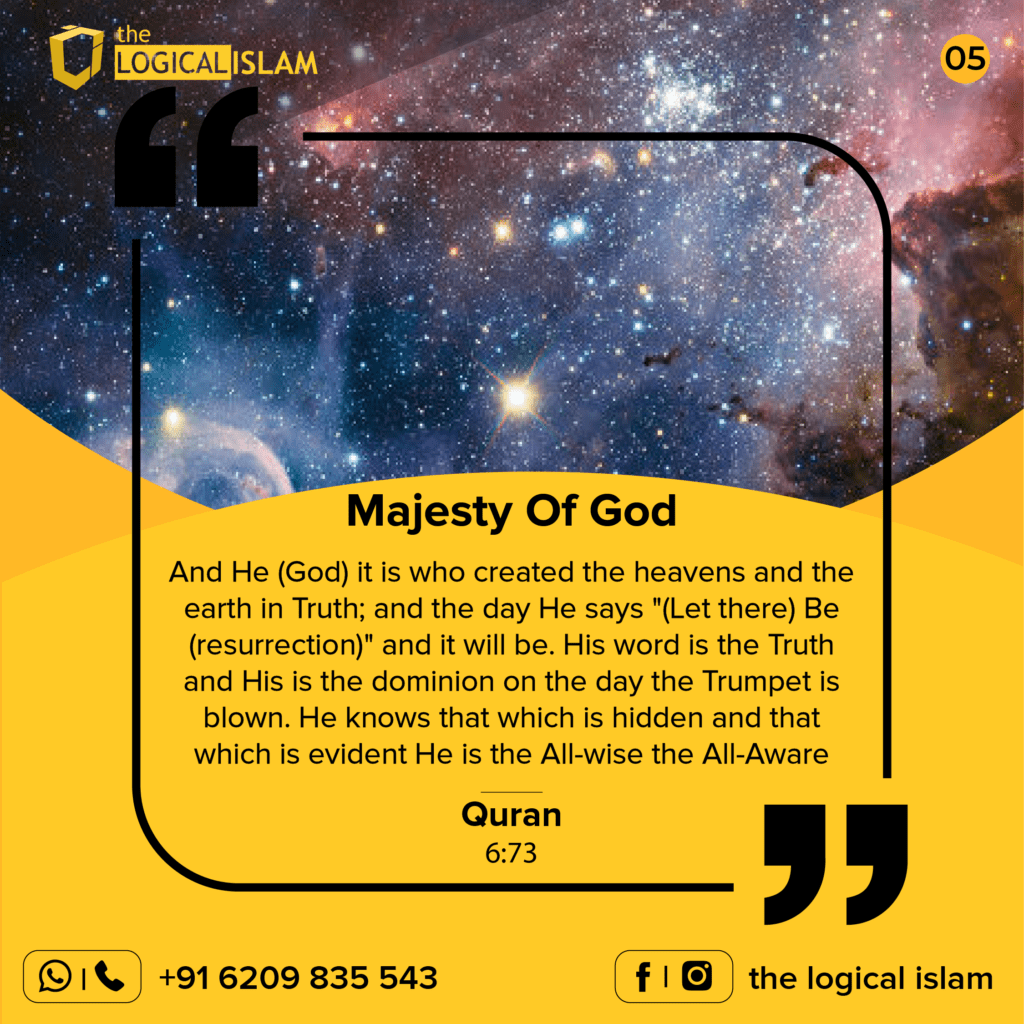 the
LOGICAL ISLAM
05
Majesty Of God
And He (God) it is who created the heavens and the
earth in Truth; and the day He says "(Let there) Be
(resurrection)" and it will be. His word is the Truth
and His is the dominion on the day the Trumpet is
blown. He knows that which is hidden and that
which is evident He is the All-wise the All-Aware
Quran
6:73
+91 6209 835 543
the logical islam